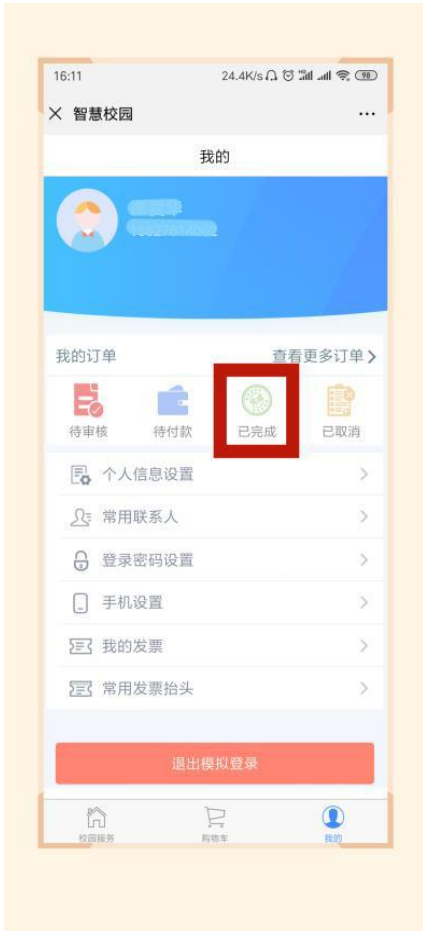 16:11 24.4K/s 98
智慧校园
我的
我的订单 查看更多订单
待审核 待付款 已完成 已取消
个人信息设置
常用联系人
登录密码设置
手机设置
我的发票
常用发票抬头
退出模拟登录
校园服务 购物车 我的